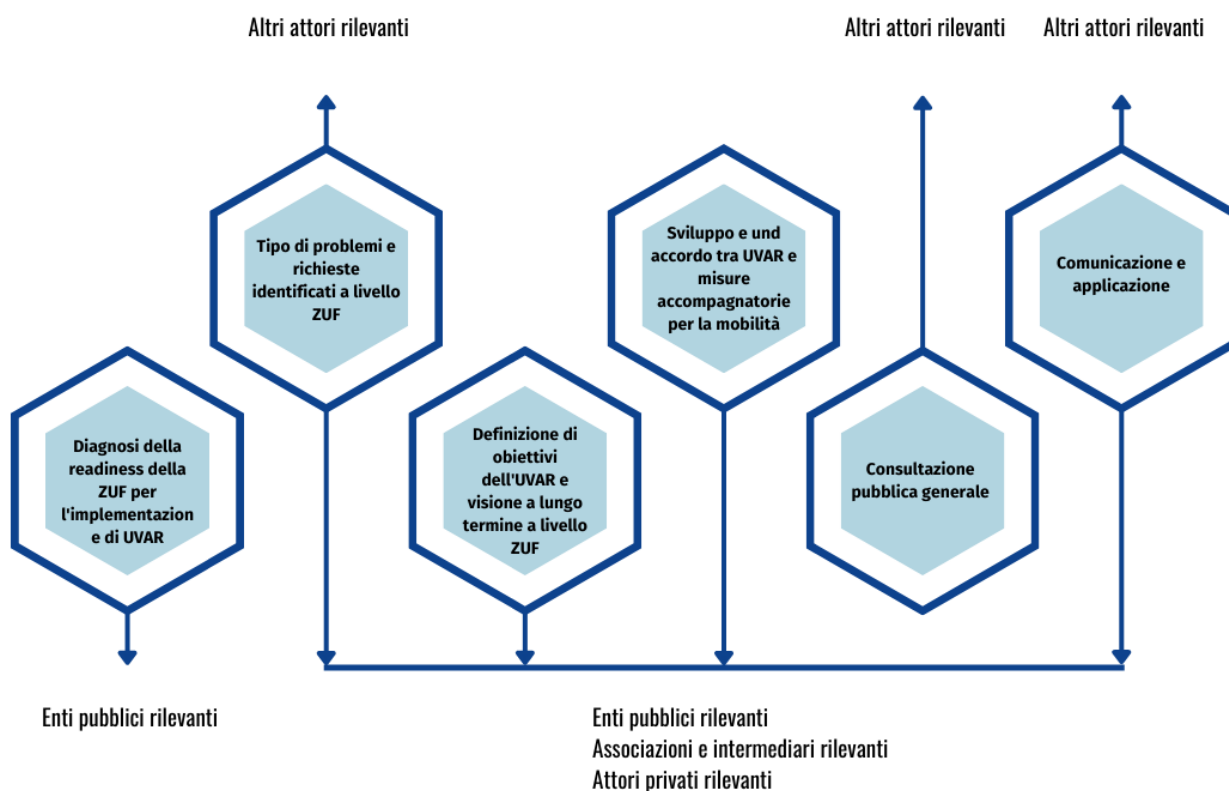 Altri attori rilevanti
Altri attori rilevanti
Altri attori rilevanti
Tipo di problemi e
richieste
identificati a livello
ZUF
Sviluppo e und
accordo tra UVAR e
misure
accompagnatorie
per la mobilità
Comunicazione e
applicazione
Diagnosi della
readiness della
ZUF per
l'implementazion
e di UVAR
Definizione di
obiettivi
dell'UVAR e
visione a lungo
termine a livello
ZUF
Consultazione
pubblica generale
Enti pubblici rilevanti
Enti pubblici rilevanti
Associazioni e intermediari rilevanti
Attori privati rilevanti